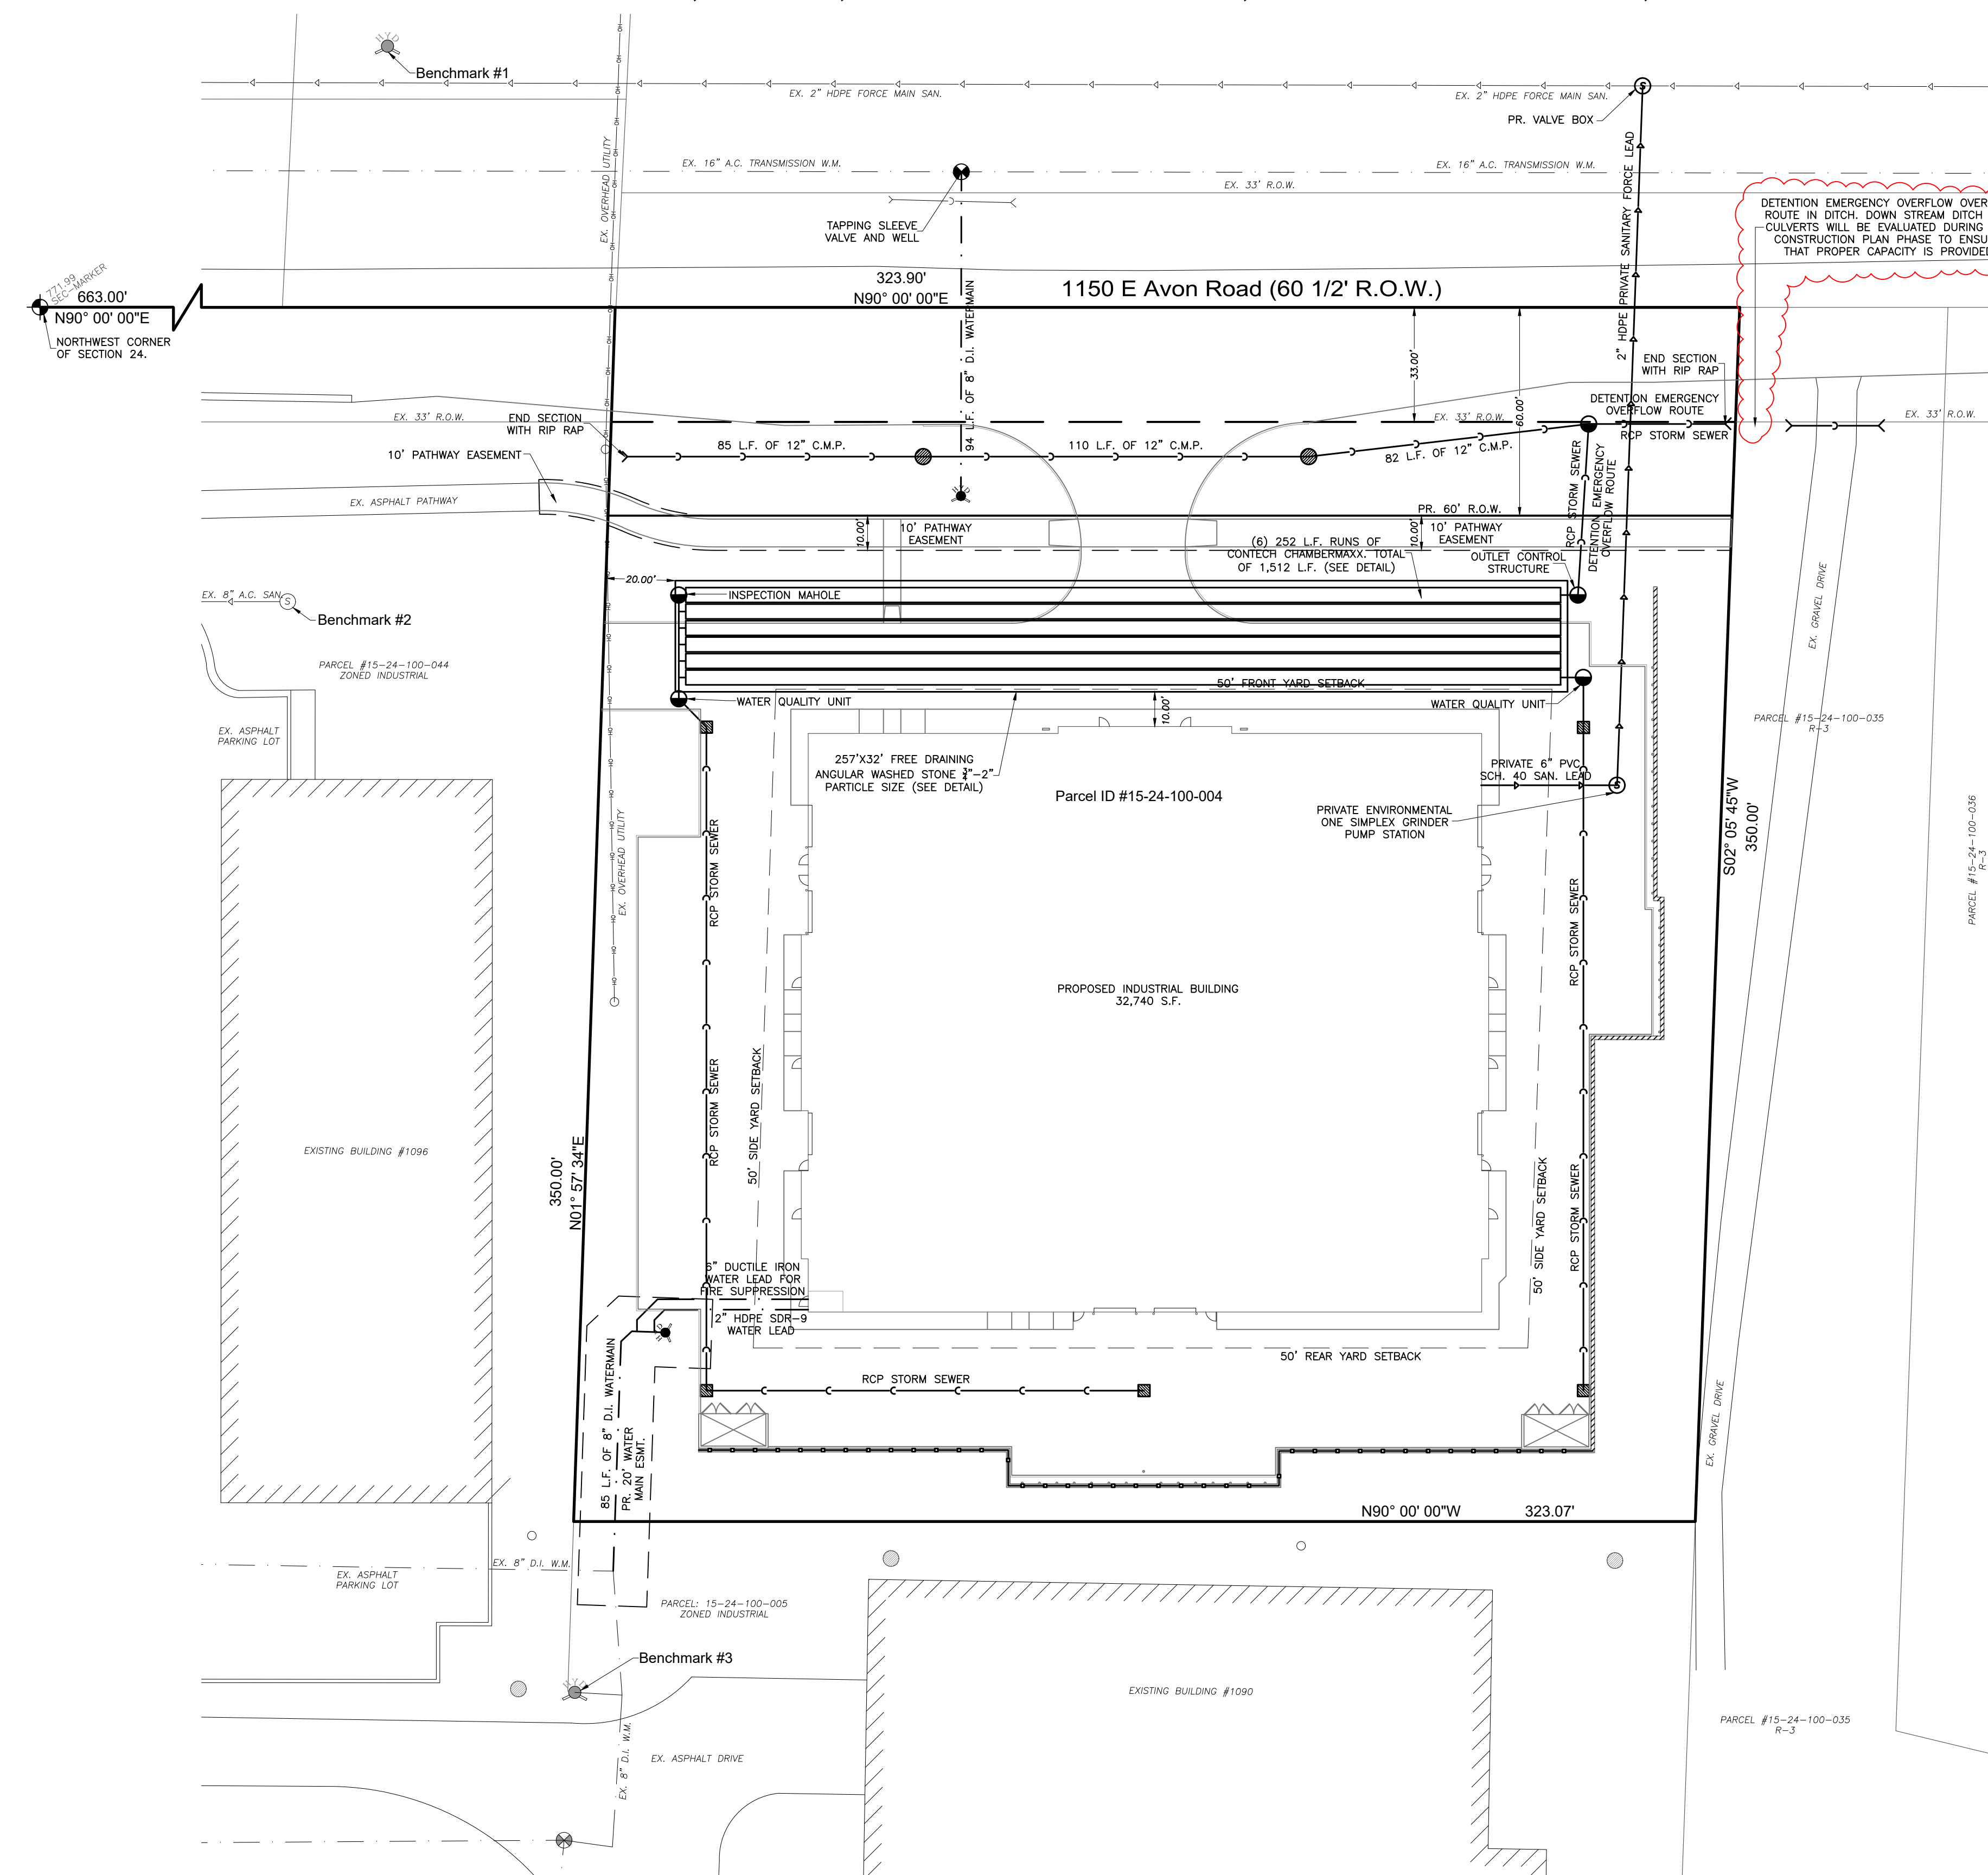 HYD
Benchmark #1
EX. 2" HDPE FORCE MAIN SAN.
EX. 2" HDPE FORCE MAIN SAN.
PR. VALVE BOX
EX. OVERHEAD UTILITY
EX. 16" A.C. TRANSMISSION W.M.
EX. 16" A.C. TRANSMISSION W.M.
EX. 33' R.O.W.
2" HDPE PRIVATE SANITARY FORCE LEAD
TAPPING SLEEVE
VALVE AND WELL
DETENTION EMERGENCY OVERFLOW OVER
ROUTE IN DITCH. DOWN STREAM DITCH
CULVERTS WILL BE EVALUATED DURING
CONSTRUCTION PLAN PHASE TO ENSU
THAT PROPER CAPACITY IS PROVIDED
771.99
SEC-MARKER
663.00'
N90° 00' 00"E
NORTHWEST CORNER
OF SECTION 24.
323.90'
N90° 00' 00"E
1150 E Avon Road (60 1/2' R.O.W.)
94 L.F. OF 8" D.I. WATERMAIN
33.00'
60.00'
END SECTION
WITH RIP RAP
DETENTION EMERGENCY
OVERFLOW ROUTE
RCP STORM SEWER
EX. 33' R.O.W.
END SECTION
WITH RIP RAP
EX. 33' R.O.W.
EX. 33' R.O.W.
85 L.F. OF 12" C.M.P.
110 L.F. OF 12" C.M.P.
82 L.F. OF 12" C.M.P.
10' PATHWAY EASEMENT
EX. ASPHALT PATHWAY
HYD
RCP STORM SEWER
DETENTION EMERGENCY
OVERFLOW ROUTE
PR. 60' R.O.W.
10.00'
10' PATHWAY
EASEMENT
10.00'
10' PATHWAY
EASEMENT
(6) 252 L.F. RUNS OF
CONTECH CHAMBERMAXX. TOTAL
OF 1,512 L.F. (SEE DETAIL)
OUTLET CONTROL
STRUCTURE
20.00'
INSPECTION MAHOLE
EX. 8" A.C. SAN.
S
Benchmark #2
EX. GRAVEL DRIVE
PARCEL #15-24-100-044
ZONED INDUSTRIAL
50' FRONT YARD SETBACK
WATER QUALITY UNIT
WATER QUALITY UNIT
10.00'
PARCEL #15-24-100-035
R-3
EX. ASPHALT
PARKING LOT
257'X32' FREE DRAINING
ANGULAR WASHED STONE ¾"-2"
PARTICLE SIZE (SEE DETAIL)
PRIVATE 6" PVC
SCH. 40 SAN. LEAD
S
Parcel ID #15-24-100-004
PRIVATE ENVIRONMENTAL
ONE SIMPLEX GRINDER
PUMP STATION
S02° 05' 45"W
350.00'
PARCEL #15-24-100-036
R-3
EX. OVERHEAD UTILITY
RCP STORM SEWER
RCP STORM SEWER
PROPOSED INDUSTRIAL BUILDING
32,740 S.F.
RCP STORM SEWER
50' SIDE YARD SETBACK
EXISTING BUILDING #1096
350.00'
N01° 57' 34"E
50' SIDE YARD SETBACK
RCP STORM SEWER
6" DUCTILE IRON
WATER LEAD FOR
FIRE SUPPRESSION
2" HDPE SDR-9
WATER LEAD
HYD
50' REAR YARD SETBACK
RCP STORM SEWER
85 L.F. OF 8" D.I. WATERMAIN
PR. 20' WATER
MAIN ESMT.
EX. GRAVEL DRIVE
N90° 00' 00"W
323.07'
EX. 8" D.I. W.M.
EX. ASPHALT
PARKING LOT
PARCEL: 15-24-100-005
ZONED INDUSTRIAL
Benchmark #3
HYD
EXISTING BUILDING #1090
PARCEL #15-24-100-035
R-3
EX. 8" D.I. W.M.
EX. ASPHALT DRIVE